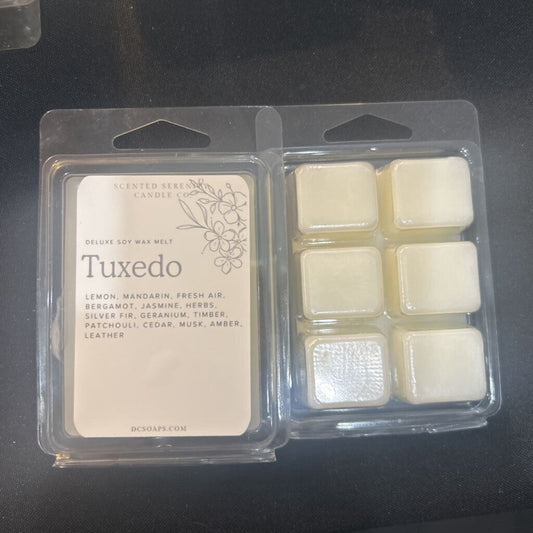 SCENTED SERENITY
CANDLE CO
DELUXE SOY WAX MELT
Tuxedo
LEMON, MANDARIN, FRESH AIR,
BERGAMOT, JASMINE, HERBS,
SILVER FIR, GERANIUM, TIMBER,
PATCHOULI, CEDAR, MUSK, AMBER,
LEATHER
DCSOAPS.COM